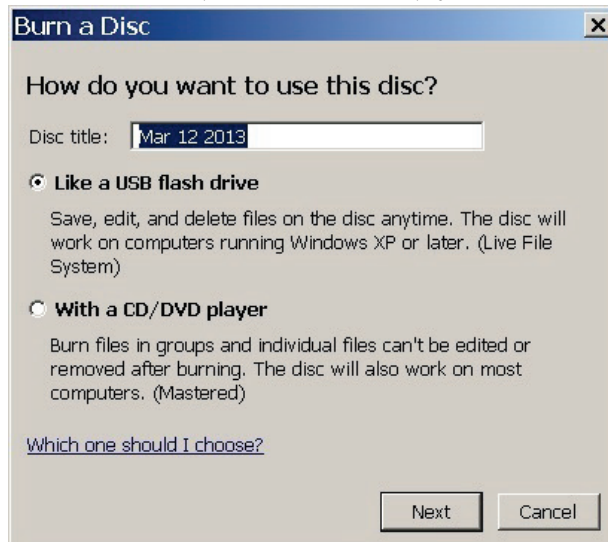 Burn a Disc
How do you want to use this disc?
Disc title: Mar 12 2013
Like a USB flash drive
Save, edit, and delete files on the disc anytime. The disc will
work on computers running Windows XP or later. (Live File
System)
With a CD/DVD player
Burn files in groups and individual files can't be edited or
removed after burning. The disc will also work on most
computers. (Mastered)
Which one should I choose?
Next Cancel